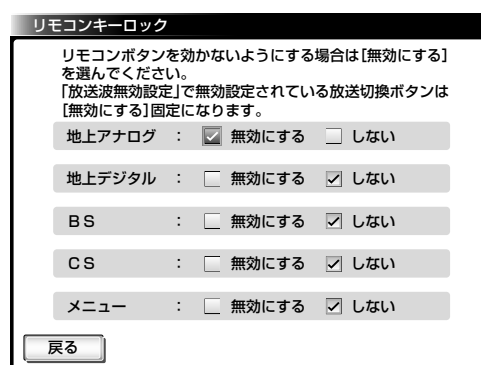 リモコンキーロック
リモコンボタンを効かないようにする場合は[無効にする]
を選んでください。
「放送波無効設定」で無効設定されている放送切換ボタンは
[無効にする]固定になります。
地上アナログ : 無効にする しない
地上デジタル : 無効にする しない
BS : 無効にする しない
CS : 無効にする しない
メニュー : 無効にする しない
戻る